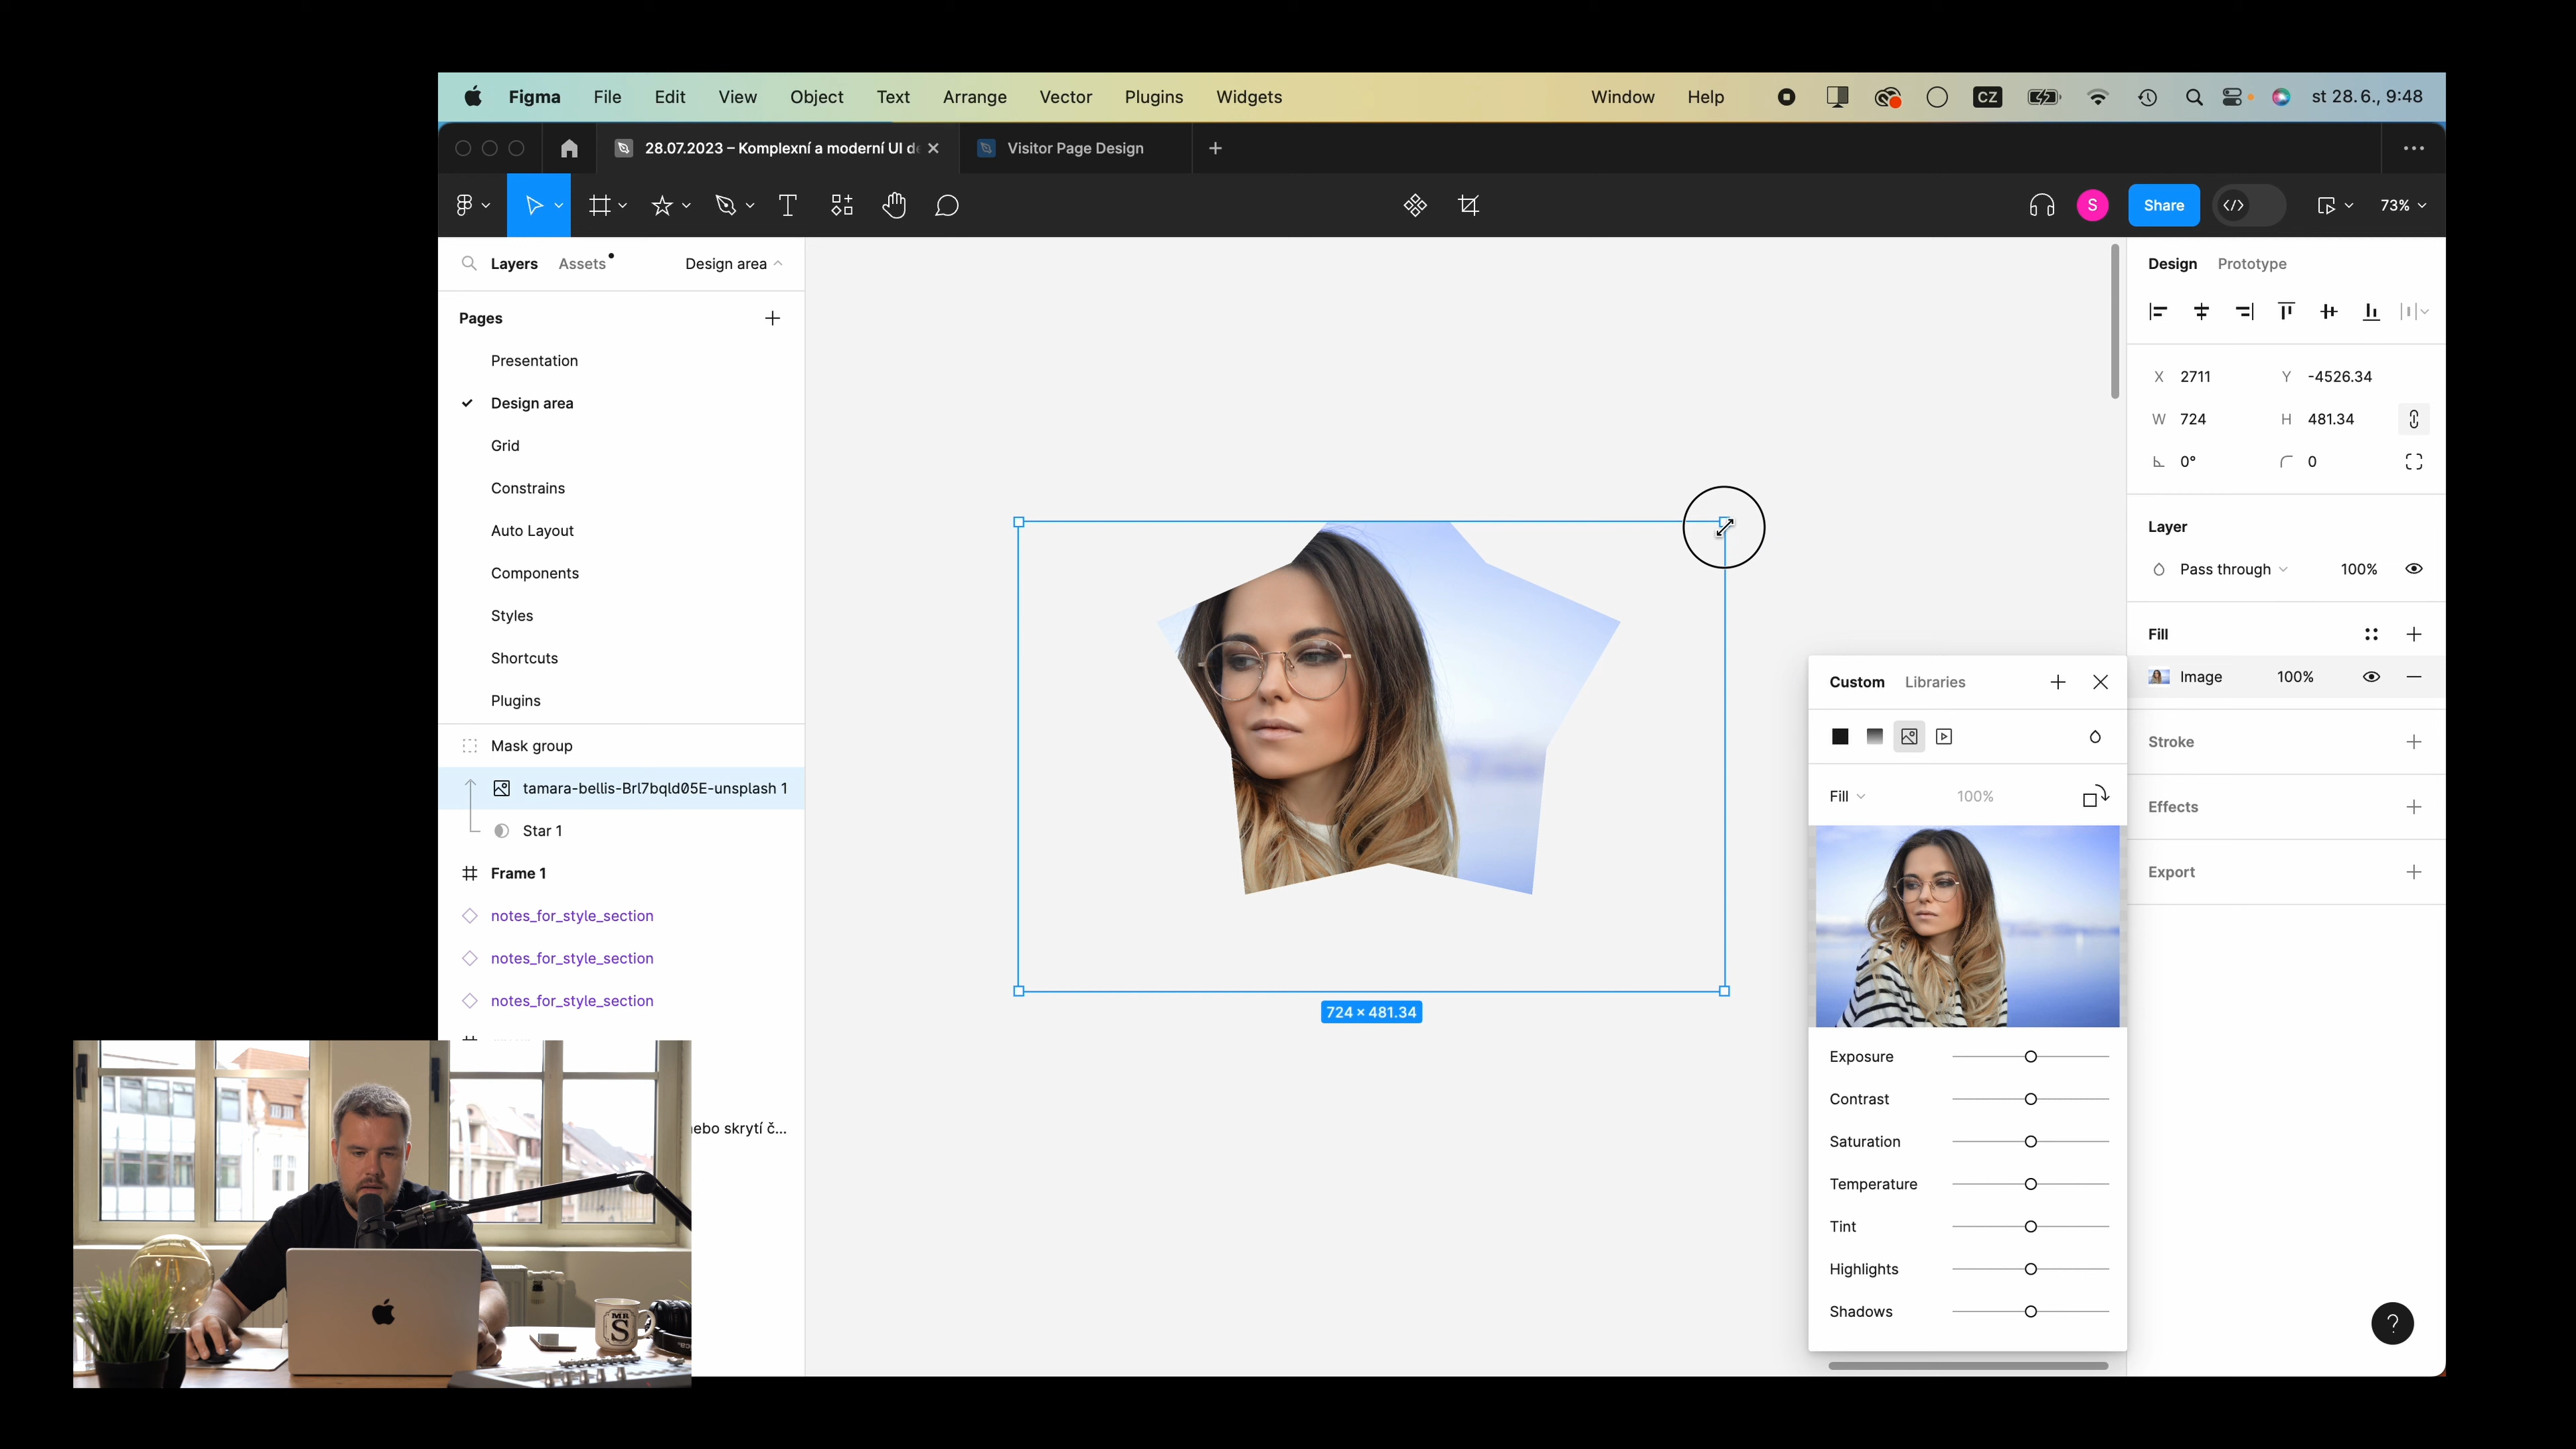 Figma File Edit View Object Text Arrange Vector Plugins Widgets Window Help CZ st 28. 6., 9:48
28.07.2023 – Komplexní a moderní UI Visitor Page Design
S Share 73%
Layers Assets Design area
Pages
Presentation
Design area
Grid
Constrains
Auto Layout
Components
Styles
Shortcuts
Plugins
Mask group
tamara-bellis-Brl7bqld05E-unsplash 1
Star 1
Frame 1
notes_for_style_section
notes_for_style_section
notes_for_style_section
skrytí č...
724 × 481.34
Custom Libraries
Fill 100%
Exposure
Contrast
Saturation
Temperature
Tint
Highlights
Shadows
Design Prototype
X 2711 Y -4526.34
W 724 H 481.34
0° 0
Layer
Pass through 100%
Fill
Image 100%
Stroke
Effects
Export
?
MR
S